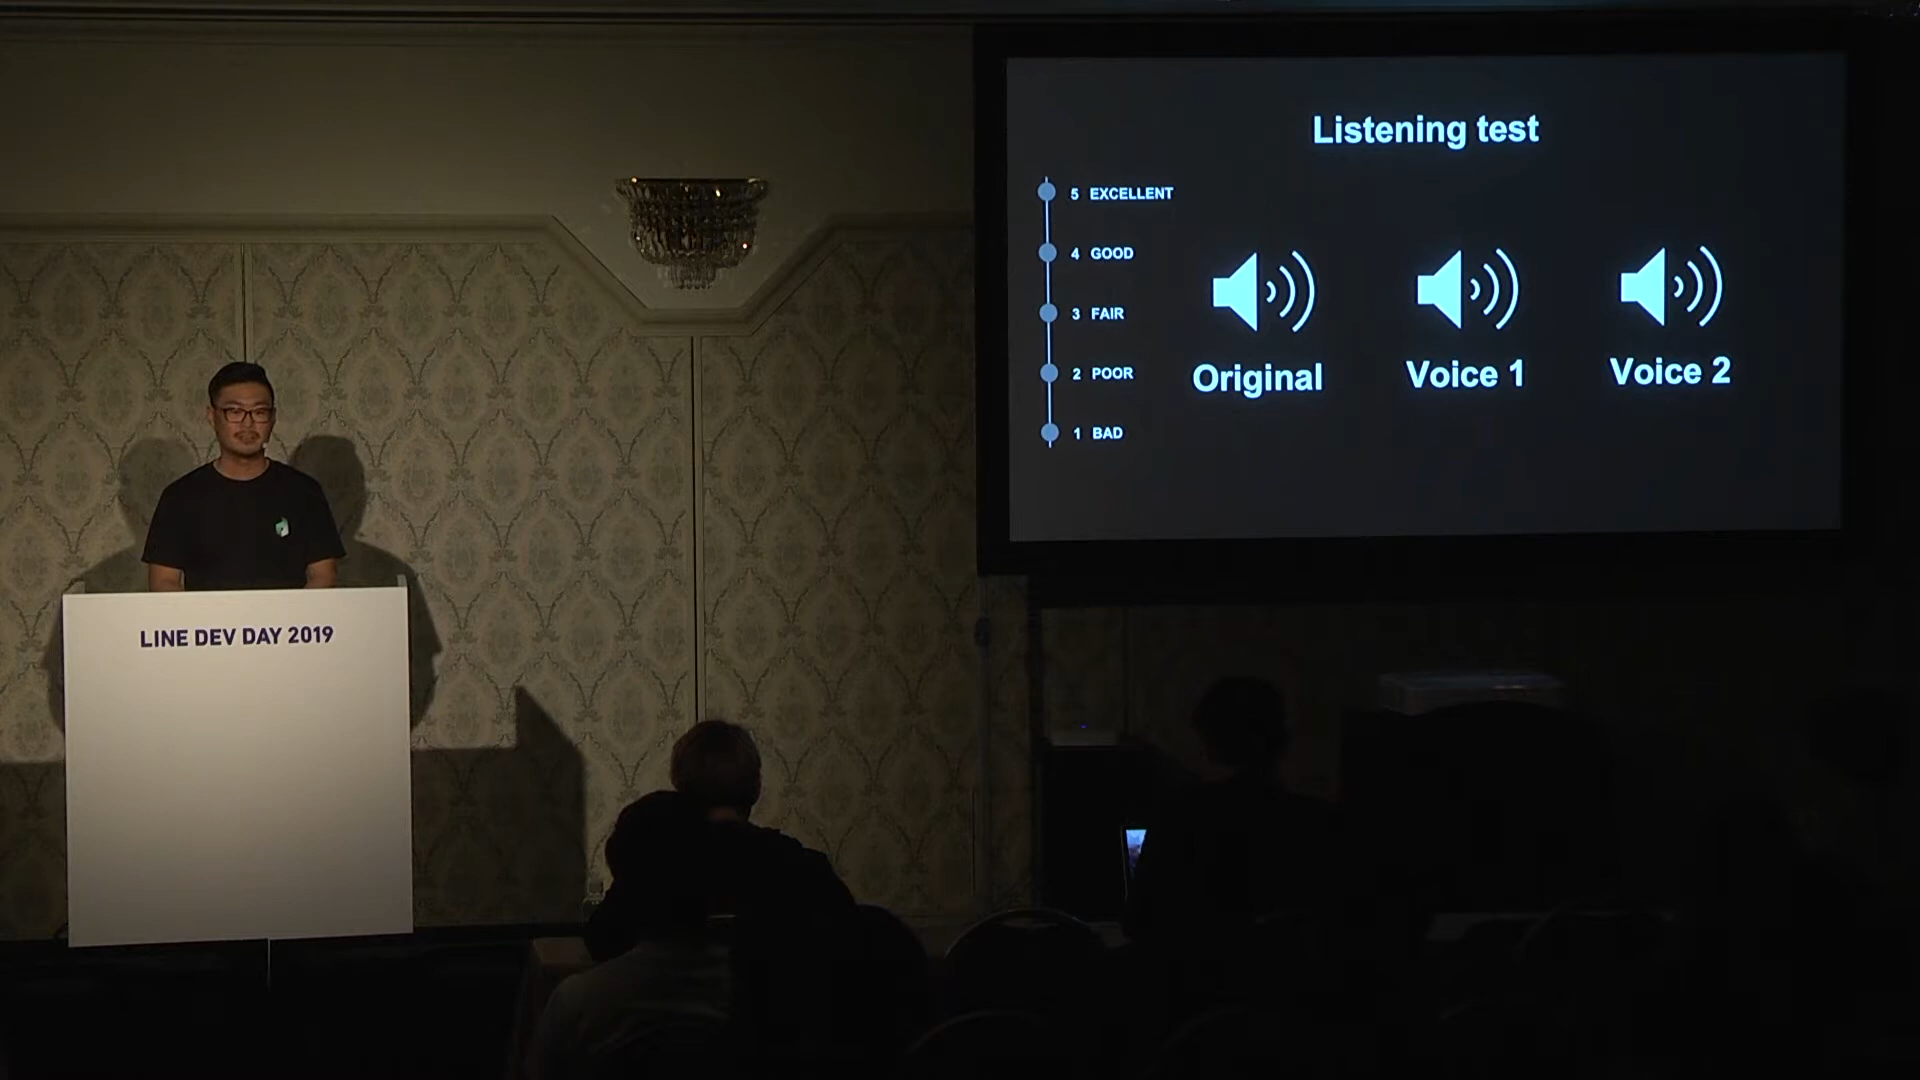 Listening test
5 EXCELLENT
4 GOOD
3 FAIR
2 POOR
1 BAD
Original
Voice 1
Voice 2
LINE DEV DAY 2019